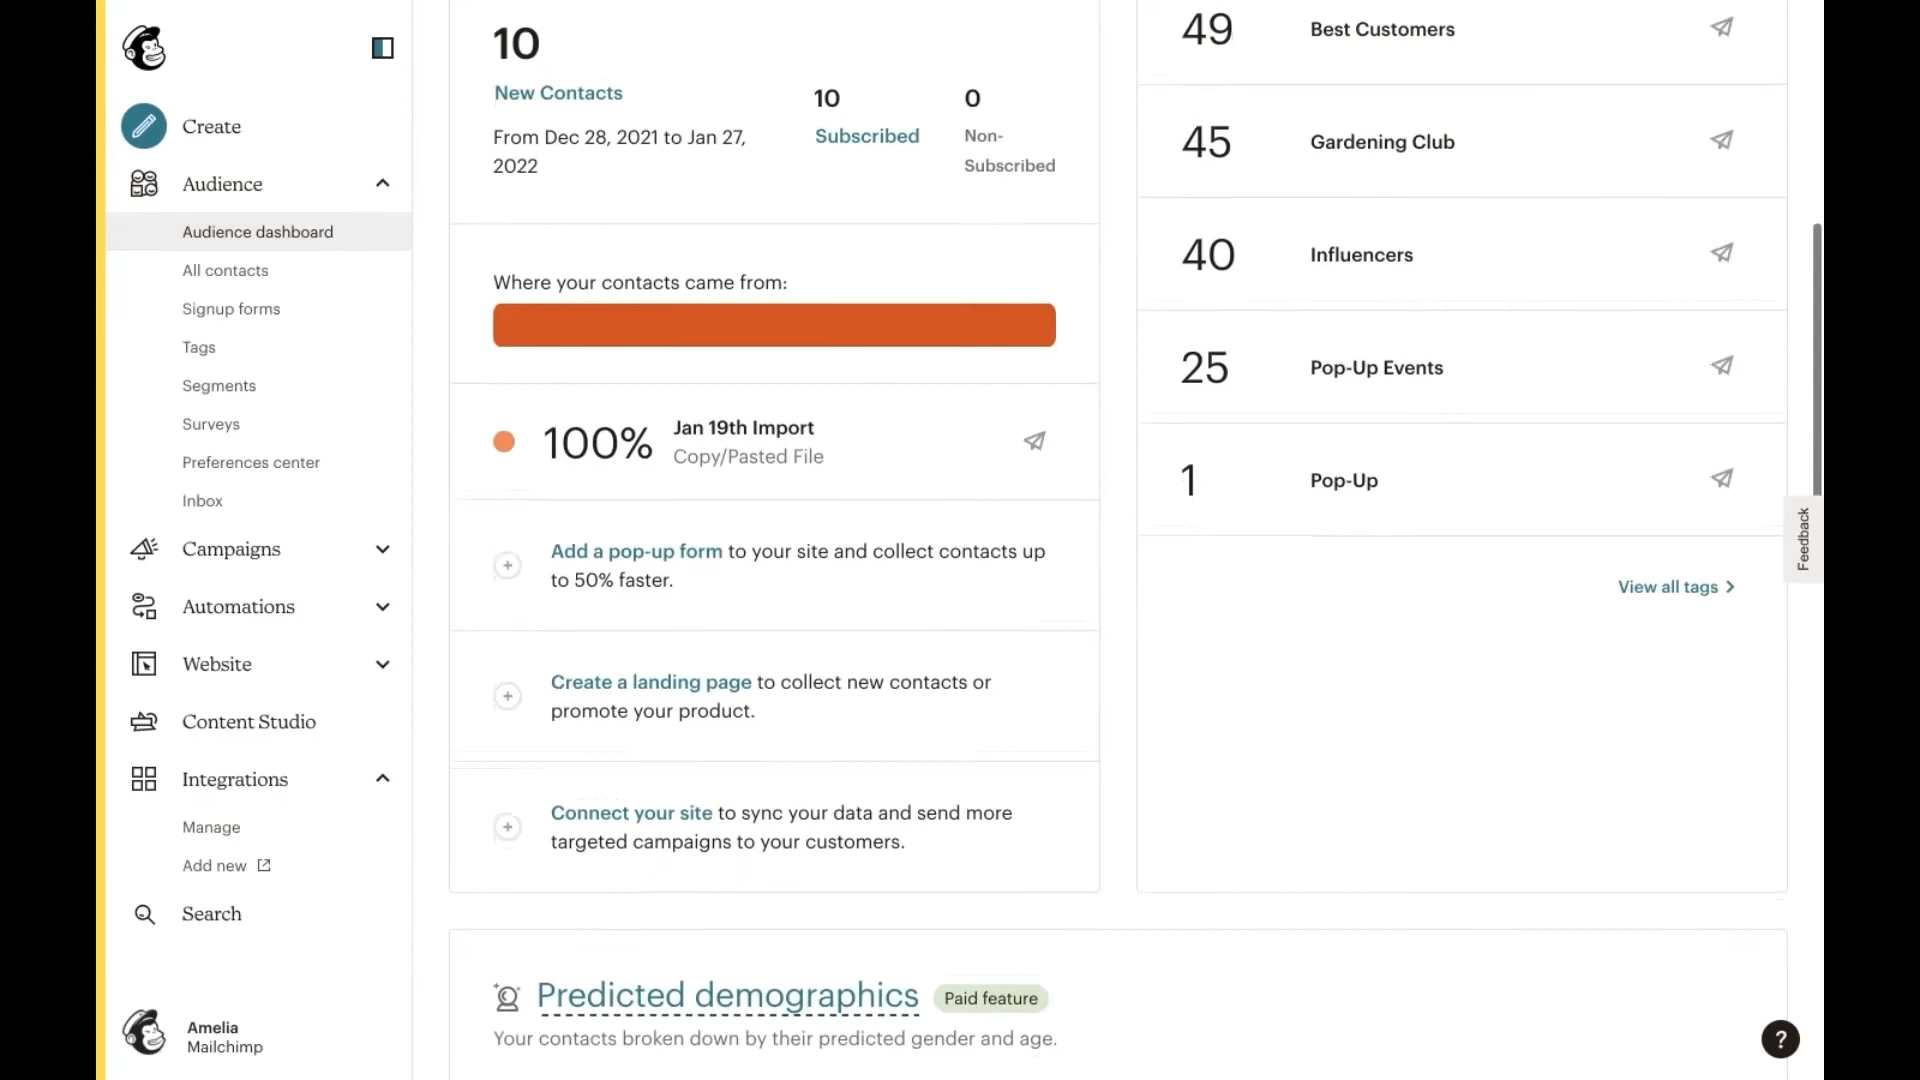 Create
Audience
Audience dashboard
All contacts
Signup forms
Tags
Segments
Surveys
Preferences center
Inbox
Campaigns
Automations
Website
Content Studio
Integrations
Manage
Add new
Search
Amelia
Mailchimp
10
New Contacts
From Dec 28, 2021 to Jan 27,
2022
10
Subscribed
0
Non-
Subscribed
Where your contacts came from:
100%
Jan 19th Import
Copy/Pasted File
Add a pop-up form to your site and collect contacts up
to 50% faster.
Create a landing page to collect new contacts or
promote your product.
Connect your site to sync your data and send more
targeted campaigns to your customers.
49 Best Customers
45 Gardening Club
40 Influencers
25 Pop-Up Events
1 Pop-Up
View all tags
Feedback
Predicted demographics Paid feature
Your contacts broken down by their predicted gender and age.
?